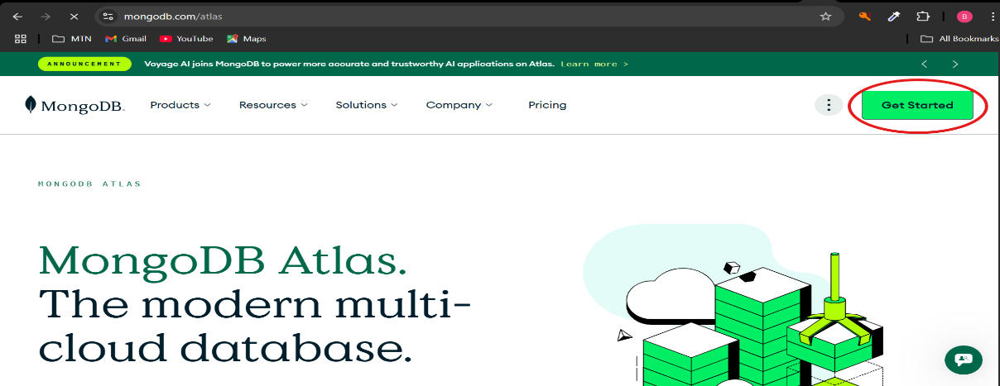 mongodb.com/atlas
B
MTN
Gmail
YouTube
Maps
All Bookmarks
ANNOUNCEMENT
Voyage AI joins MongoDB to power more accurate and trustworthy AI applications on Atlas. Learn more >
MongoDB.
Products
Resources
Solutions
Company
Pricing
Get Started
MONGODB ATLAS
MongoDB Atlas.
The modern multi-
cloud database.